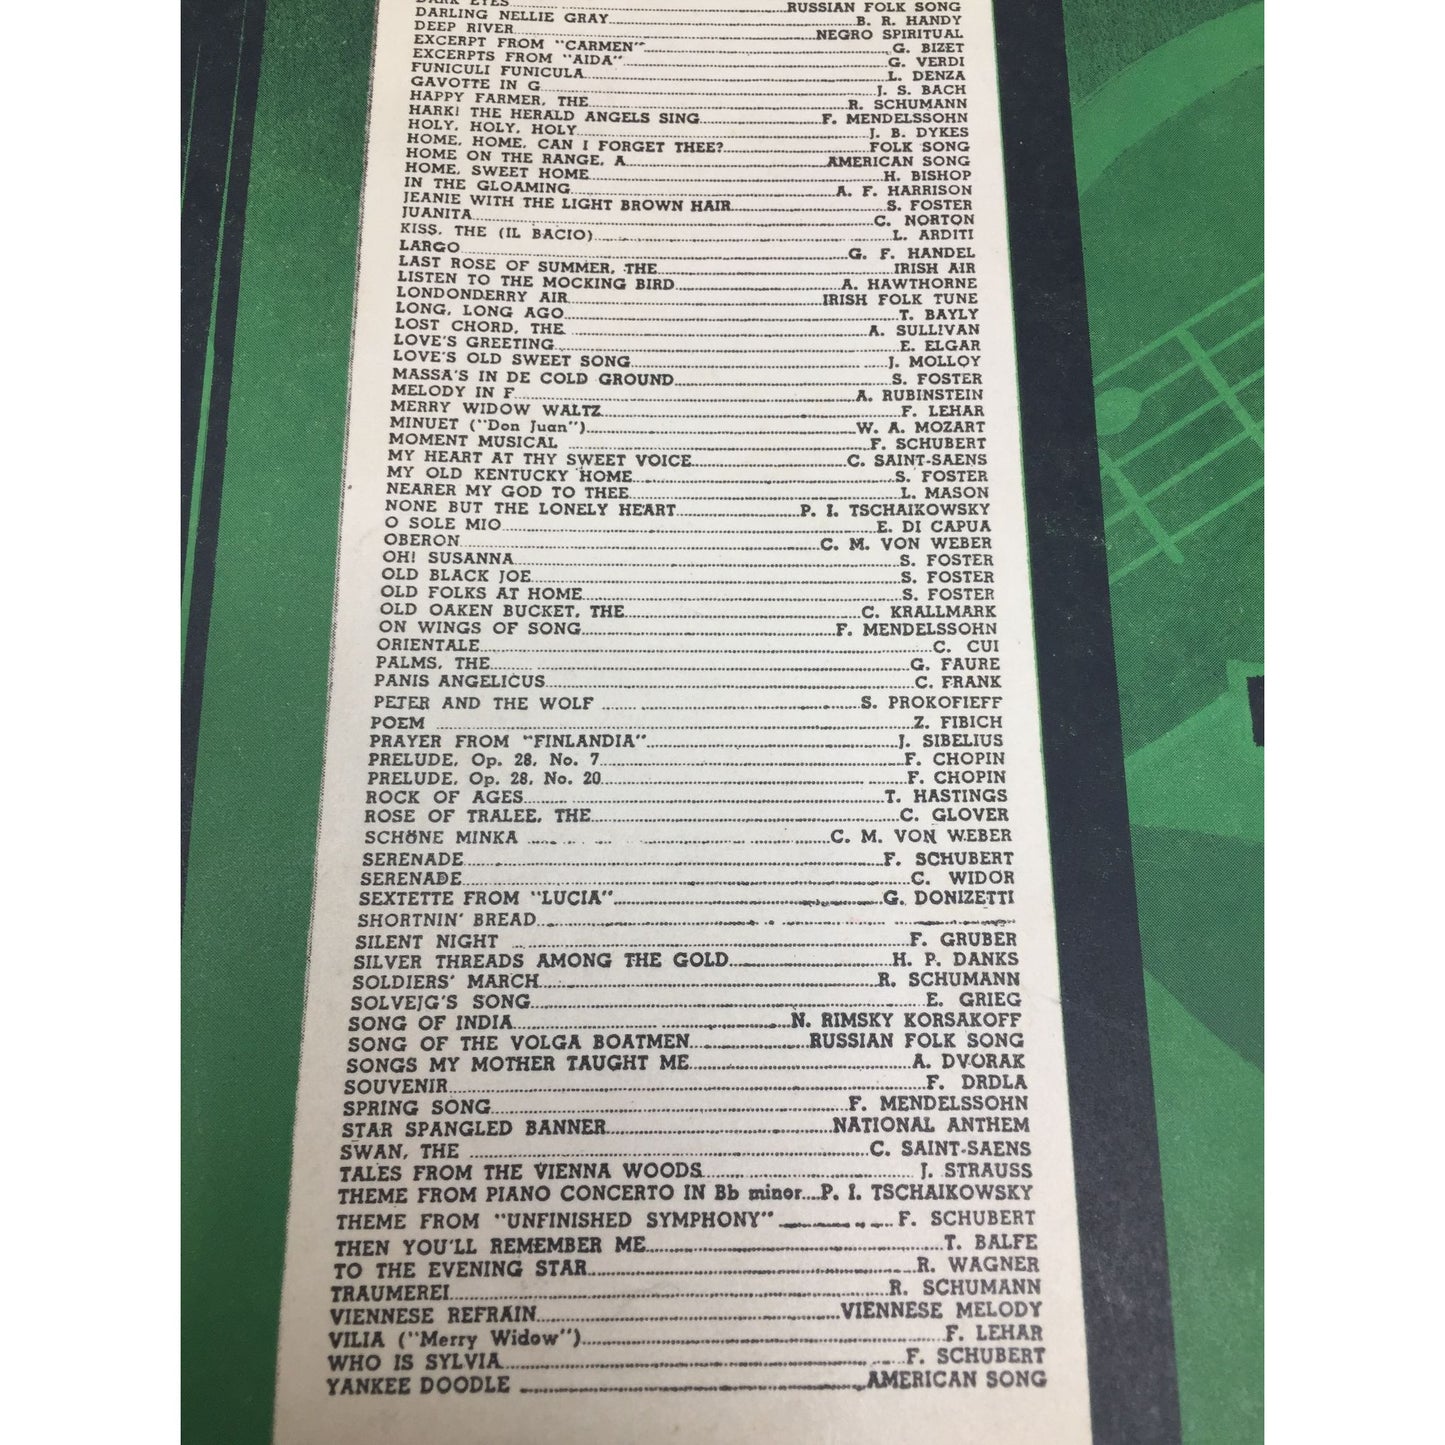 DARK EYES RUSSIAN FOLK SONG
DARLING NELLIE GRAY B. R. HANDY
DEEP RIVER NEGRO SPIRITUAL
EXCERPT FROM "CARMEN" G. BIZET
EXCERPTS FROM "AIDA" G. VERDI
FUNICULI FUNICULA L. DENZA
GAVOTTE IN G J. S. BACH
HAPPY FARMER, THE R. SCHUMANN
HARK! THE HERALD ANGELS SING F. MENDELSSOHN
HOLY, HOLY, HOLY J. B. DYKES
HOME, HOME, CAN I FORGET THEE? FOLK SONG
HOME ON THE RANGE, A AMERICAN SONG
HOME, SWEET HOME H. BISHOP
IN THE GLOAMING A. F. HARRISON
JEANIE WITH THE LIGHT BROWN HAIR S. FOSTER
JUANITA C. NORTON
KISS, THE (IL BACIO) L. ARDITI
LARGO G. F. HANDEL
LAST ROSE OF SUMMER, THE IRISH AIR
LISTEN TO THE MOCKING BIRD A. HAWTHORNE
LONDONDERRY AIR IRISH FOLK TUNE
LONG, LONG AGO T. BAYLY
LOST CHORD, THE A. SULLIVAN
LOVE'S GREETING E. ELGAR
LOVE'S OLD SWEET SONG J. MOLLOY
MASSA'S IN DE COLD GROUND S. FOSTER
MELODY IN F A. RUBINSTEIN
MERRY WIDOW WALTZ F. LEHAR
MINUET ("Don Juan") W. A. MOZART
MOMENT MUSICAL F. SCHUBERT
MY HEART AT THY SWEET VOICE C. SAINT-SAENS
MY OLD KENTUCKY HOME S. FOSTER
NEARER MY GOD TO THEE L. MASON
NONE BUT THE LONELY HEART P. I. TSCHAIKOWSKY
O SOLE MIO E. DI CAPUA
OBERON C. M. VON WEBER
OH! SUSANNA S. FOSTER
OLD BLACK JOE S. FOSTER
OLD FOLKS AT HOME S. FOSTER
OLD OAKEN BUCKET, THE C. KRALLMARK
ON WINGS OF SONG F. MENDELSSOHN
ORIENTALE C. CUI
PALMS, THE G. FAURE
PANIS ANGELICUS C. FRANK
PETER AND THE WOLF S. PROKOFIEFF
POEM Z. FIBICH
PRAYER FROM "FINLANDIA" J. SIBELIUS
PRELUDE, Op. 28, No. 7 F. CHOPIN
PRELUDE, Op. 28, No. 20 F. CHOPIN
ROCK OF AGES T. HASTINGS
ROSE OF TRALEE, THE C. GLOVER
SCHÖNE MINKA C. M. VON WEBER
SERENADE F. SCHUBERT
SERENADE C. WIDOR
SEXTETTE FROM "LUCIA" G. DONIZETTI
SHORTNIN' BREAD
SILENT NIGHT F. GRUBER
SILVER THREADS AMONG THE GOLD H. P. DANKS
SOLDIERS' MARCH R. SCHUMANN
SOLVEJG'S SONG E. GRIEG
SONG OF INDIA N. RIMSKY KORSAKOFF
SONG OF THE VOLGA BOATMEN RUSSIAN FOLK SONG
SONGS MY MOTHER TAUGHT ME A. DVORAK
SOUVENIR F. DRDLA
SPRING SONG F. MENDELSSOHN
STAR SPANGLED BANNER NATIONAL ANTHEM
SWAN, THE C. SAINT-SAENS
TALES FROM THE VIENNA WOODS J. STRAUSS
THEME FROM PIANO CONCERTO IN Bb minor P. I. TSCHAIKOWSKY
THEME FROM "UNFINISHED SYMPHONY" F. SCHUBERT
THEN YOU'LL REMEMBER ME T. BALFE
TO THE EVENING STAR R. WAGNER
TRAUMEREI R. SCHUMANN
VIENNESE REFRAIN VIENNESE MELODY
VILIA ("Merry Widow") F. LEHAR
WHO IS SYLVIA F. SCHUBERT
YANKEE DOODLE AMERICAN SONG